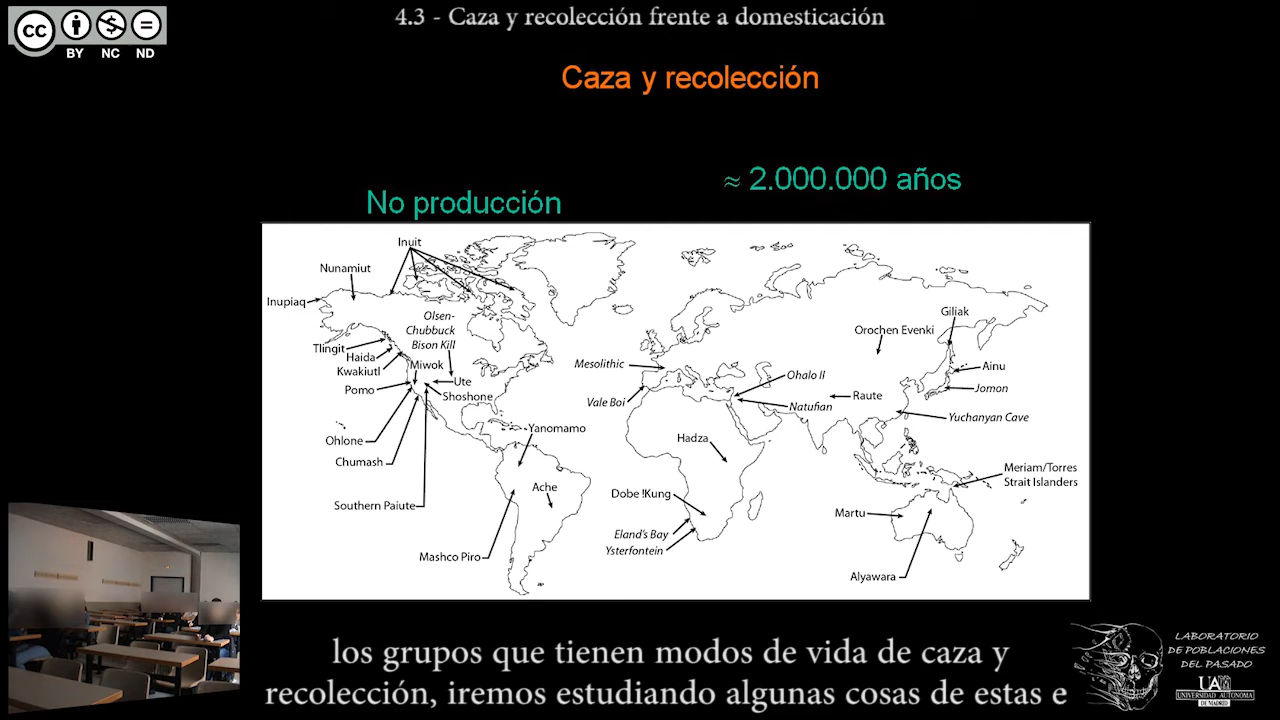 4.3 - Caza y recolección frente a domesticación
cc
BY NC ND
Caza y recolección
≈ 2.000.000 años
No producción
Inuit
Nunamiut
Inupiaq
Olsen-
Chubbuck
Bison Kill
Tlingit
Haida
Kwakiutl
Miwok
Pomo
Ute
Shoshone
Ohlone
Chumash
Southern Paiute
Yanomamo
Ache
Mashco Piro
Mesolithic
Vale Boi
Ohalo II
Natufian
Hadza
Dobe !Kung
Eland's Bay
Ysterfontein
Giliak
Orochen Evenki
Ainu
Jomon
Raute
Yuchanyan Cave
Meriam/Torres
Strait Islanders
Martu
Alyawara
los grupos que tienen modos de vida de caza y
recolección, iremos estudiando algunas cosas de estas e
LABORATORIO
DE POBLACIONES
DEL PASADO
UAM
UNIVERSIDAD AUTONOMA
DE MADRID